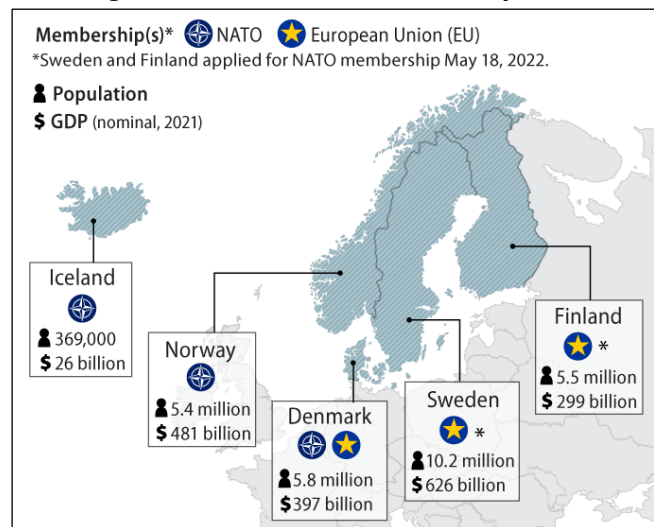 Membership(s)* NATO European Union (EU)
*Sweden and Finland applied for NATO membership May 18, 2022.
Population
$ GDP (nominal, 2021)
Iceland
369,000
$ 26 billion
Norway
5.4 million
$ 481 billion
Denmark
5.8 million
$ 397 billion
Sweden
*
10.2 million
$ 626 billion
Finland
*
5.5 million
$ 299 billion